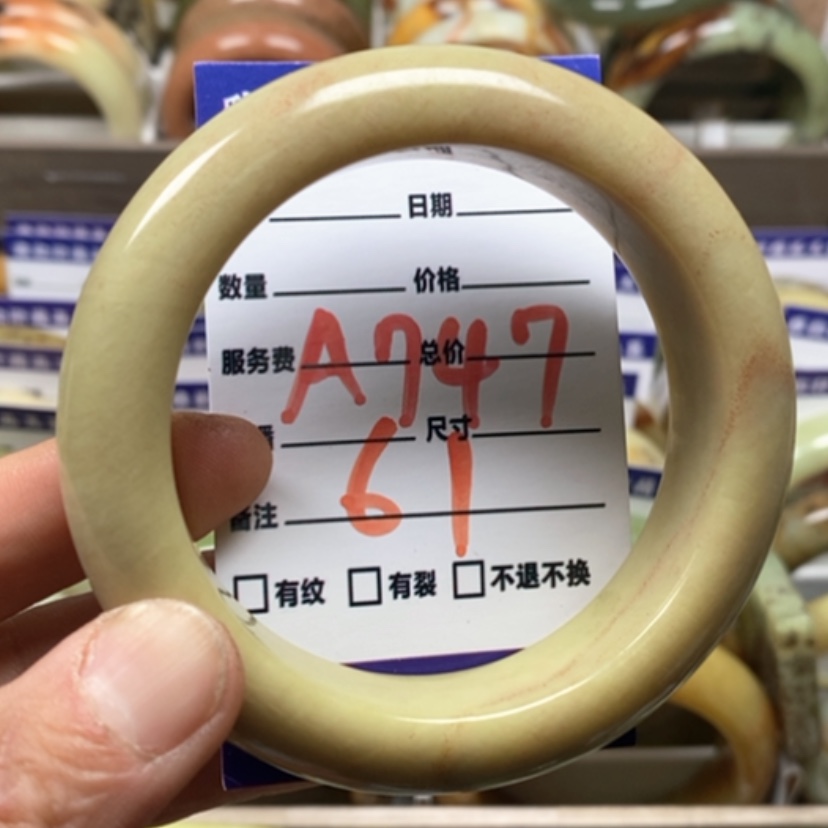 日期
数量 价格
服务费 总价
A747
尺寸
61
备注
有纹 有裂 不退不换